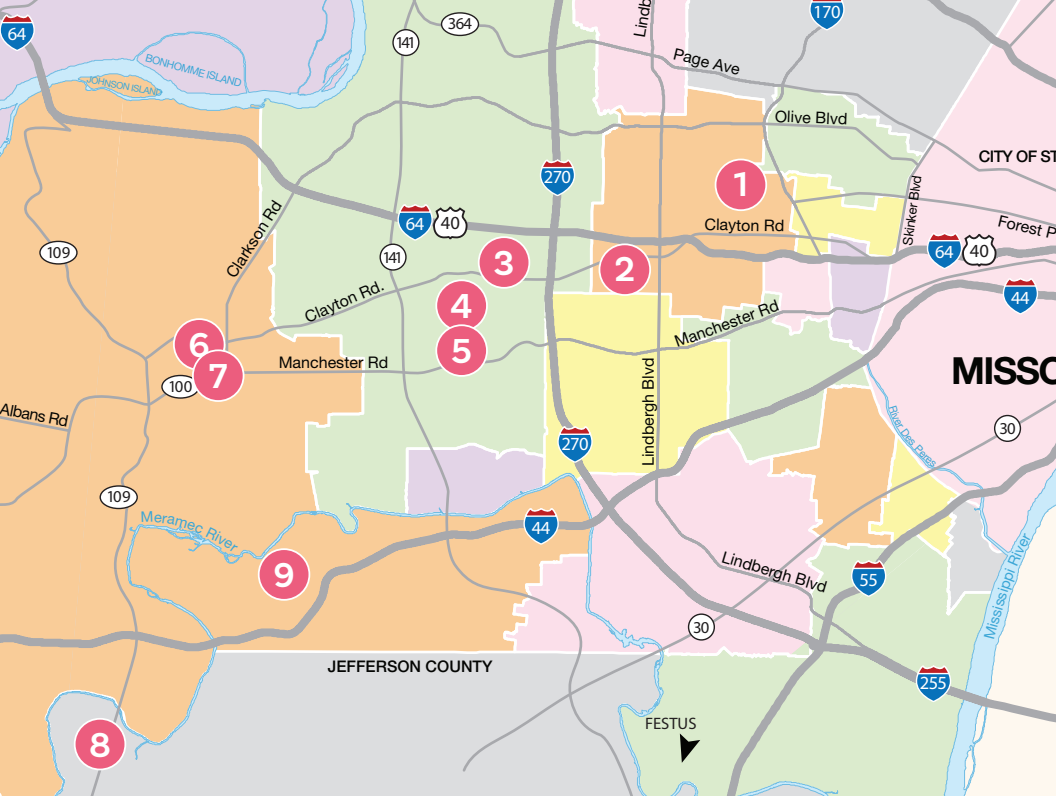 64
364
141
170
Lindb
Page Ave
BONHOMME ISLAND
JOHNSON ISLAND
Olive Blvd
CITY OF ST
270
1
Skinker Blvd
Clarkson Rd
64
40
Clayton Rd
Forest P
109
141
3
2
64
40
Clayton Rd.
4
44
Manchester Rd
6
5
Manchester Rd
7
100
MISSO
Albans Rd
Lindbergh Blvd
River Des Peres
30
270
109
Meramec River
44
9
Lindbergh Blvd
55
Mississippi River
30
JEFFERSON COUNTY
255
FESTUS
8